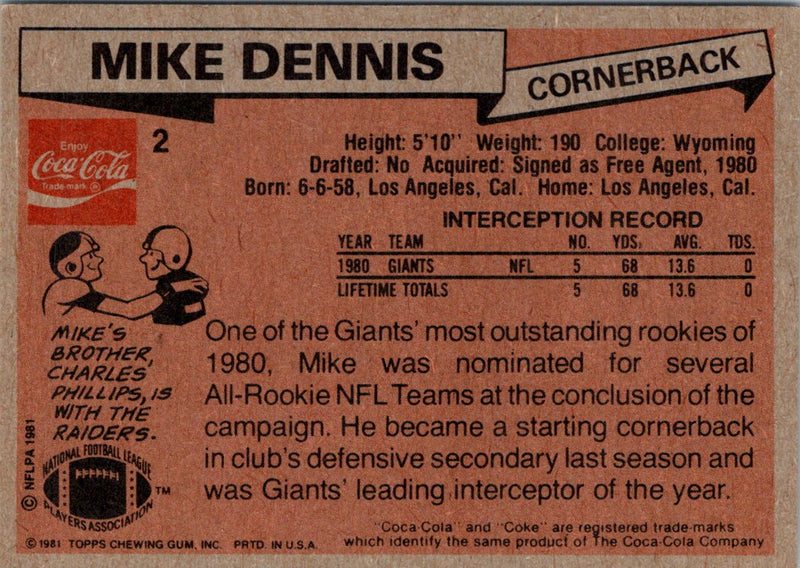 MIKE DENNIS
CORNERBACK
Enjoy
Coca-Cola
Trade-mark ®
2
Height: 5'10" Weight: 190 College: Wyoming
Drafted: No Acquired: Signed as Free Agent, 1980
Born: 6-6-58, Los Angeles, Cal. Home: Los Angeles, Cal.
INTERCEPTION RECORD
YEAR TEAM NO. YDS. AVG. TDS.
1980 GIANTS NFL 5 68 13.6 0
LIFETIME TOTALS 5 68 13.6 0
MIKE'S
BROTHER,
CHARLES
PHILLIPS, IS
WITH THE
RAIDERS.
One of the Giants' most outstanding rookies of
1980, Mike was nominated for several
All-Rookie NFL Teams at the conclusion of the
campaign. He became a starting cornerback
in club's defensive secondary last season and
was Giants' leading interceptor of the year.
© NFLPA 1981
NATIONAL FOOTBALL LEAGUE
NFLPA
PLAYERS ASSOCIATION
TM
"Coca-Cola" and "Coke" are registered trade-marks
which identify the same product of The Coca-Cola Company
© 1981 TOPPS CHEWING GUM, INC. PRTD. IN U.S.A.